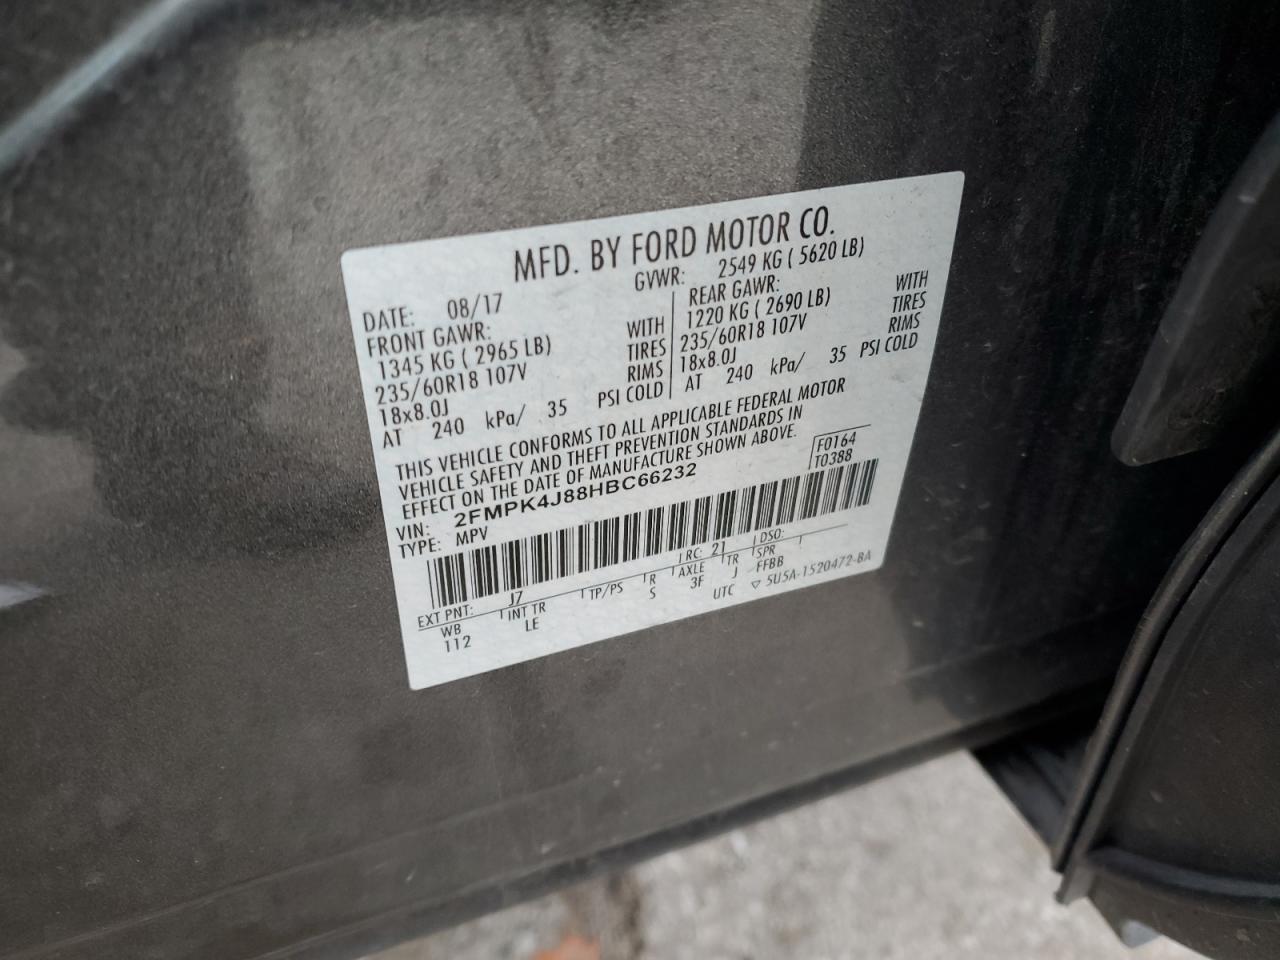 MFD. BY FORD MOTOR CO.
DATE: 08/17 GVWR: 2549 KG ( 5620 LB)
FRONT GAWR: REAR GAWR:
1345 KG ( 2965 LB) WITH 1220 KG ( 2690 LB) WITH
235/60R18 107V TIRES 235/60R18 107V TIRES
18x8.0J RIMS 18x8.0J RIMS
AT 240 kPa/ 35 PSI COLD AT 240 kPa/ 35 PSI COLD
THIS VEHICLE CONFORMS TO ALL APPLICABLE FEDERAL MOTOR
VEHICLE SAFETY AND THEFT PREVENTION STANDARDS IN
EFFECT ON THE DATE OF MANUFACTURE SHOWN ABOVE.
VIN: 2FMPK4J88HBC66232 F0164
TYPE: MPV T0388
EXT PNT: J7 RC: 21 DSO:
WB INT TR TP/PS R AXLE TR SPR
112 LE S 3F J FFBB
UTC ▽ 5U5A-1520472-BA